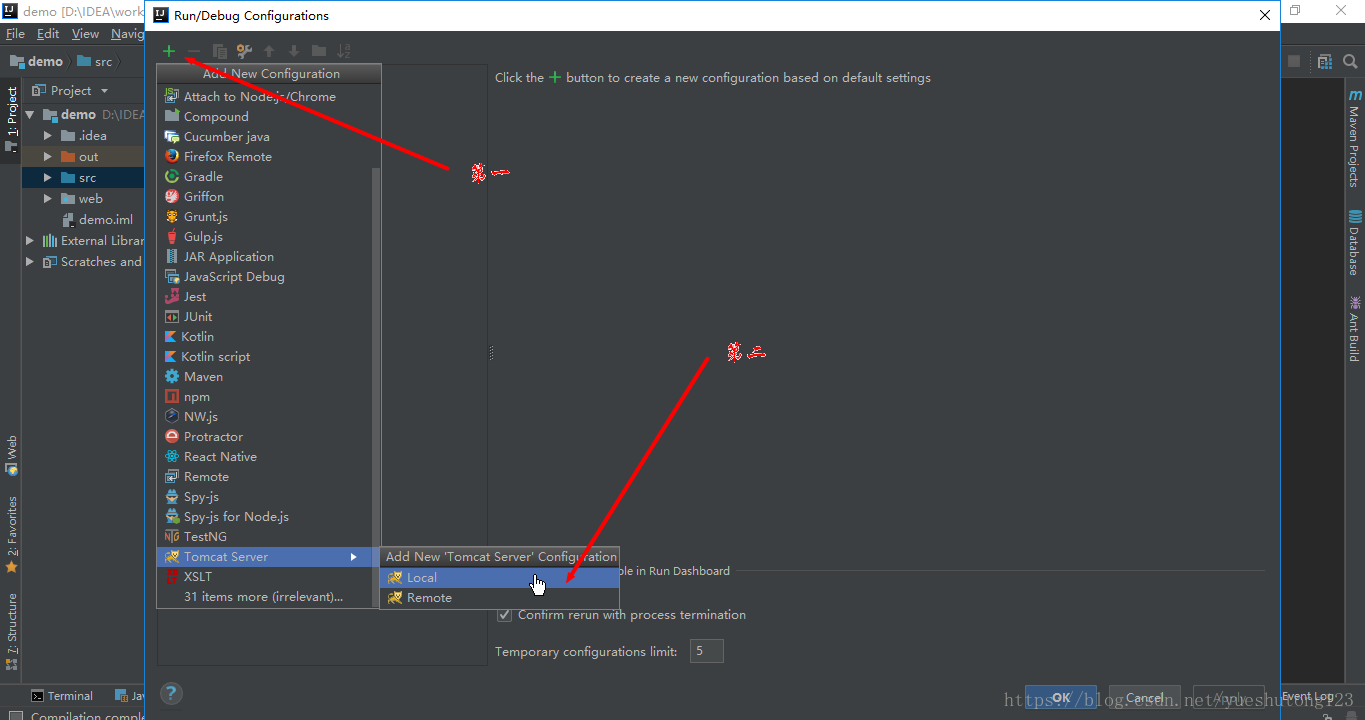 demo [D:\IDEA\work
Run/Debug Configurations
File Edit View Navig
demo src
Add New Configuration
Click the + button to create a new configuration based on default settings
1: Project
Project
demo D:\IDEA
.idea
out
src
web
demo.iml
External Librar
Scratches and
Attach to Node.js/Chrome
Compound
Cucumber java
Firefox Remote
Gradle
Griffon
Grunt.js
Gulp.js
JAR Application
JavaScript Debug
Jest
JUnit
Kotlin
Kotlin script
Maven
npm
NW.js
Protractor
React Native
Remote
Spy-js
Spy-js for Node.js
TestNG
Tomcat Server
XSLT
31 items more (irrelevant)...
Add New 'Tomcat Server' Configuration
Local
Remote
第一
第二
ble in Run Dashboard
Confirm rerun with process termination
Temporary configurations limit: 5
?
OK Cancel Apply
Maven Projects
Database
Ant Build
Web
2: Favorites
7: Structure
Terminal Jav
Event Log
Compilation comple
https://blog.csdn.net/yueshutong123